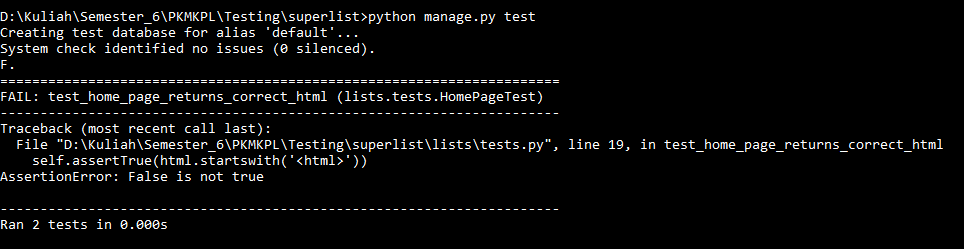 D:\Kuliah\Semester_6\PKMKPL\Testing\superlist>python manage.py test
Creating test database for alias 'default'...
System check identified no issues (0 silenced).
F.
======================================================================
FAIL: test_home_page_returns_correct_html (lists.tests.HomePageTest)
----------------------------------------------------------------------
Traceback (most recent call last):
  File "D:\Kuliah\Semester_6\PKMKPL\Testing\superlist\lists\tests.py", line 19, in test_home_page_returns_correct_html
    self.assertTrue(html.startswith('<html>'))
AssertionError: False is not true
----------------------------------------------------------------------
Ran 2 tests in 0.000s